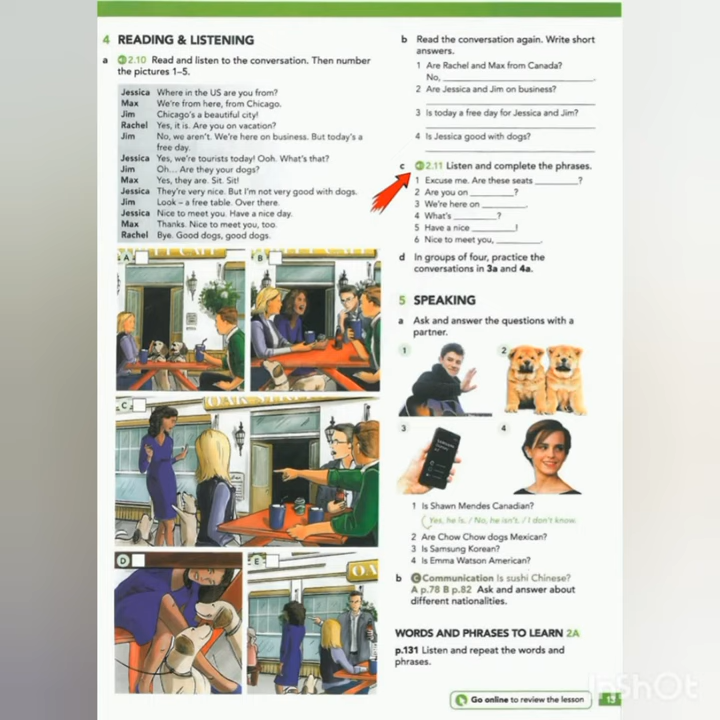 4 READING & LISTENING
a 2.10 Read and listen to the conversation. Then number
the pictures 1–5.
Jessica Where in the US are you from?
Max We're from here, from Chicago.
Jim Chicago's a beautiful city!
Rachel Yes, it is. Are you on vacation?
Jim No, we aren't. We're here on business. But today's a
free day.
Jessica Yes, we're tourists today! Ooh. What's that?
Jim Oh... Are they your dogs?
Max Yes, they are. Sit. Sit!
Jessica They're very nice. But I'm not very good with dogs.
Jim Look – a free table. Over there.
Jessica Nice to meet you. Have a nice day.
Max Thanks. Nice to meet you, too.
Rachel Bye. Good dogs, good dogs.
A
B
C
D
E
b Read the conversation again. Write short
answers.
1 Are Rachel and Max from Canada?
No, ______.
2 Are Jessica and Jim on business?
3 Is today a free day for Jessica and Jim?
4 Is Jessica good with dogs?
c 2.11 Listen and complete the phrases.
1 Excuse me. Are these seats ______?
2 Are you on ______?
3 We're here on ______.
4 What's ______?
5 Have a nice ______!
6 Nice to meet you, ______.
d In groups of four, practice the
conversations in 3a and 4a.
5 SPEAKING
a Ask and answer the questions with a
partner.
1
2
3
4
1 Is Shawn Mendes Canadian?
Yes, he is. / No, he isn't. / I don't know.
2 Are Chow Chow dogs Mexican?
3 Is Samsung Korean?
4 Is Emma Watson American?
b C Communication Is sushi Chinese?
A p.78 B p.82 Ask and answer about
different nationalities.
WORDS AND PHRASES TO LEARN 2A
p.131 Listen and repeat the words and
phrases.
Go online to review the lesson
13
InShOt